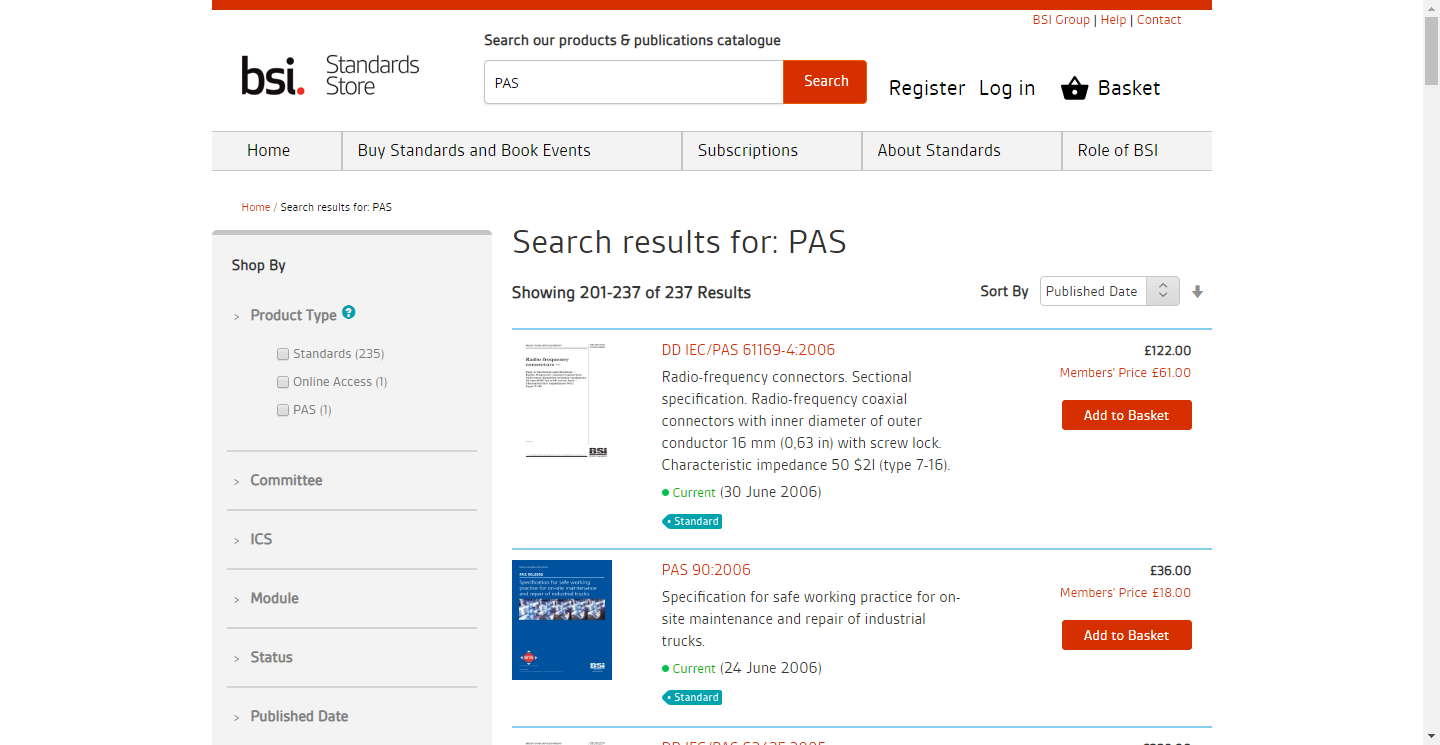 BSI Group | Help | Contact
Search our products & publications catalogue
bsi. Standards Store
PAS
Search
Register Log in Basket
Home
Buy Standards and Book Events
Subscriptions
About Standards
Role of BSI
Home / Search results for: PAS
Shop By
> Product Type ?
Standards (235)
Online Access (1)
PAS (1)
> Committee
> ICS
> Module
> Status
> Published Date
Search results for: PAS
Showing 201-237 of 237 Results
Sort By Published Date
Radio-frequency
connectors —
BSi
DD IEC/PAS 61169-4:2006
Radio-frequency connectors. Sectional
specification. Radio-frequency coaxial
connectors with inner diameter of outer
conductor 16 mm (0,63 in) with screw lock.
Characteristic impedance 50 $2I (type 7-16).
Current (30 June 2006)
Standard
£122.00
Members' Price £61.00
Add to Basket
PAS 90:2006
Specification for safe working
practice for on-site maintenance
and repair of industrial trucks
BSi
PAS 90:2006
Specification for safe working practice for on-
site maintenance and repair of industrial
trucks.
Current (24 June 2006)
Standard
£36.00
Members' Price £18.00
Add to Basket